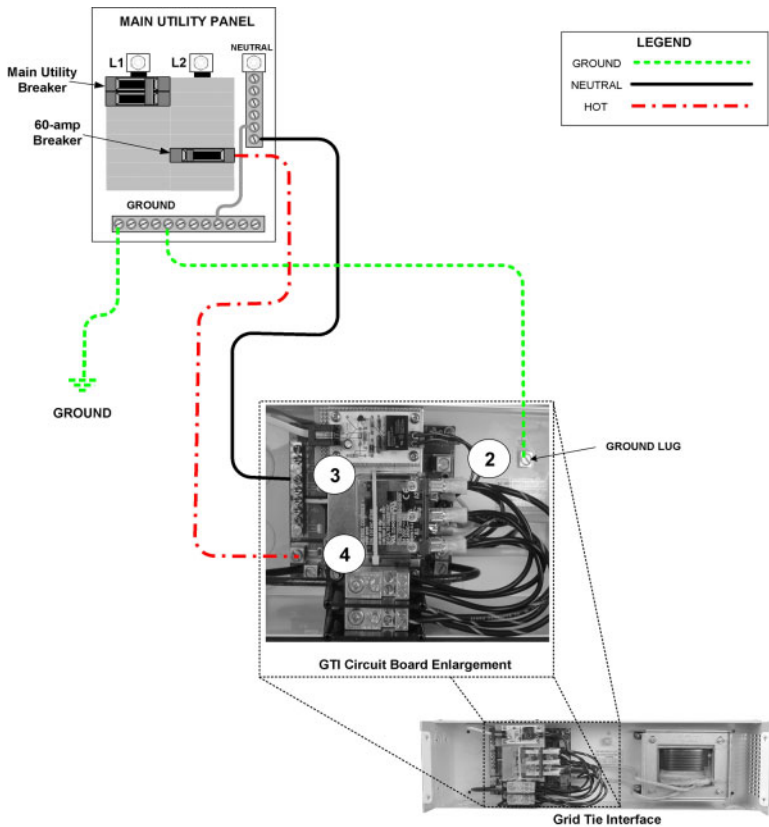 MAIN UTILITY PANEL
L1
L2
NEUTRAL
Main Utility
Breaker
60-amp
Breaker
GROUND
LEGEND
GROUND
NEUTRAL
HOT
GROUND
2
GROUND LUG
3
4
GTI Circuit Board Enlargement
Grid Tie Interface